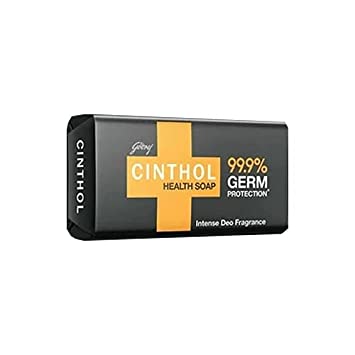 CINTHOL
Godrej
CINTHOL
HEALTH SOAP
99.9%
GERM
PROTECTION*
Intense Deo Fragrance